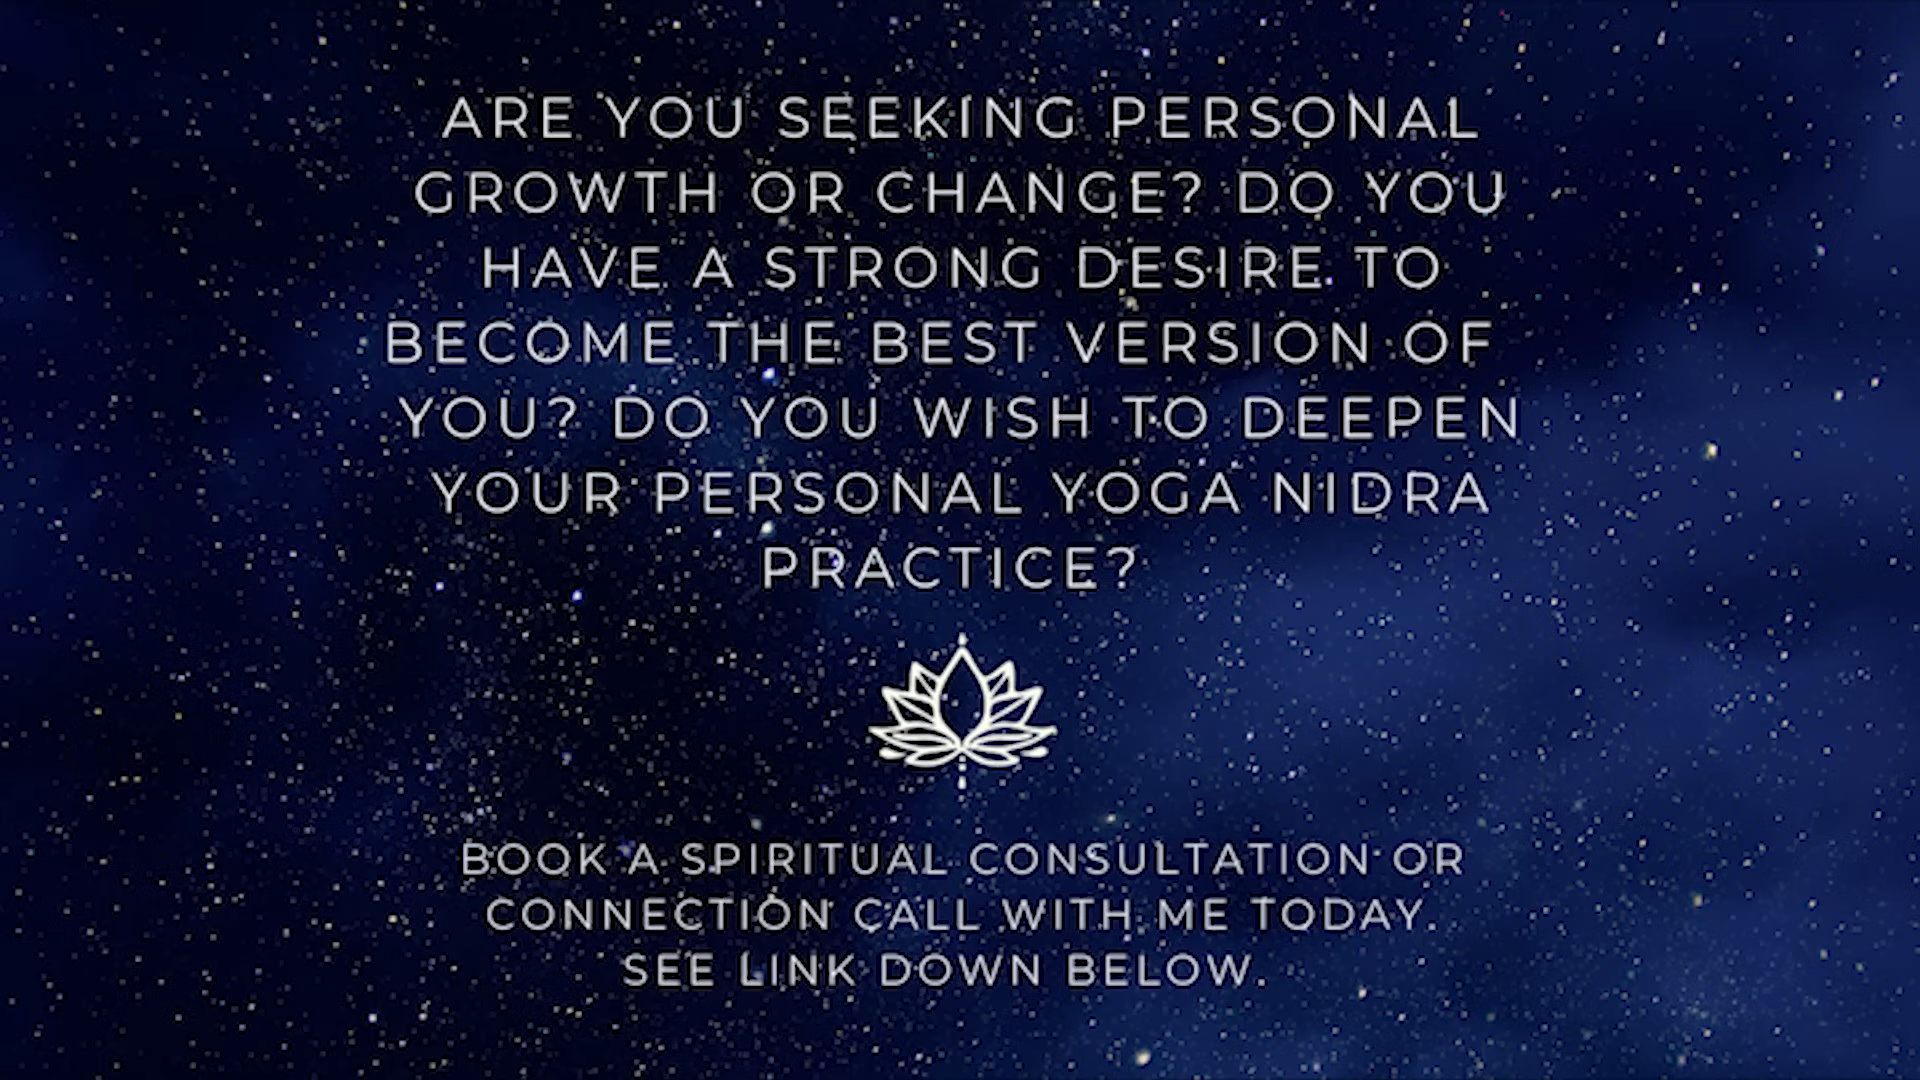 ARE YOU SEEKING PERSONAL
GROWTH OR CHANGE? DO YOU
HAVE A STRONG DESIRE TO
BECOME THE BEST VERSION OF
YOU? DO YOU WISH TO DEEPEN
YOUR PERSONAL YOGA NIDRA
PRACTICE?
BOOK A SPIRITUAL CONSULTATION OR
CONNECTION CALL WITH ME TODAY.
SEE LINK DOWN BELOW.